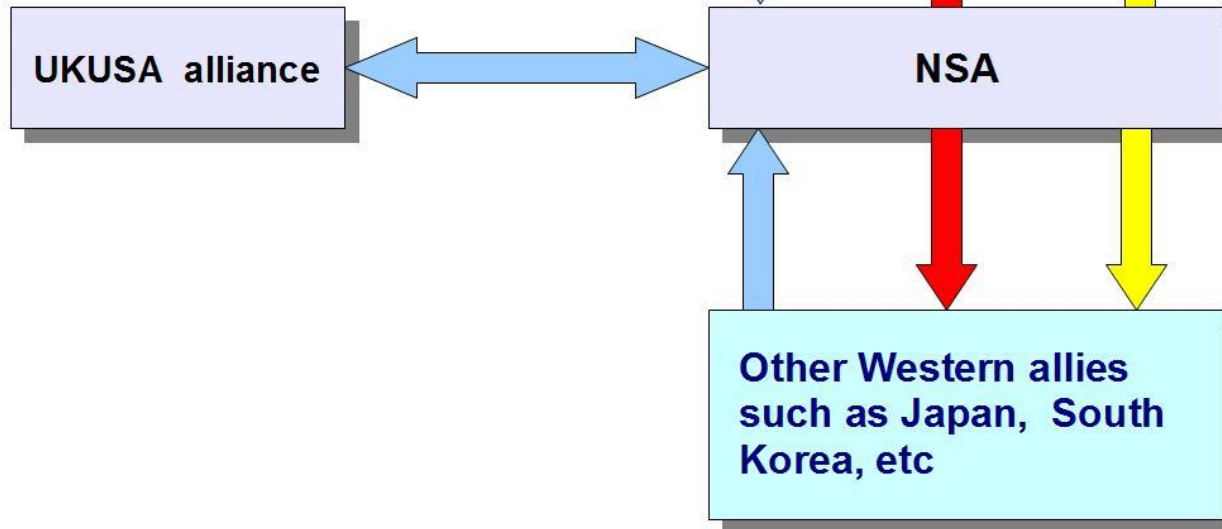 UKUSA alliance
NSA
Other Western allies
such as Japan, South
Korea, etc